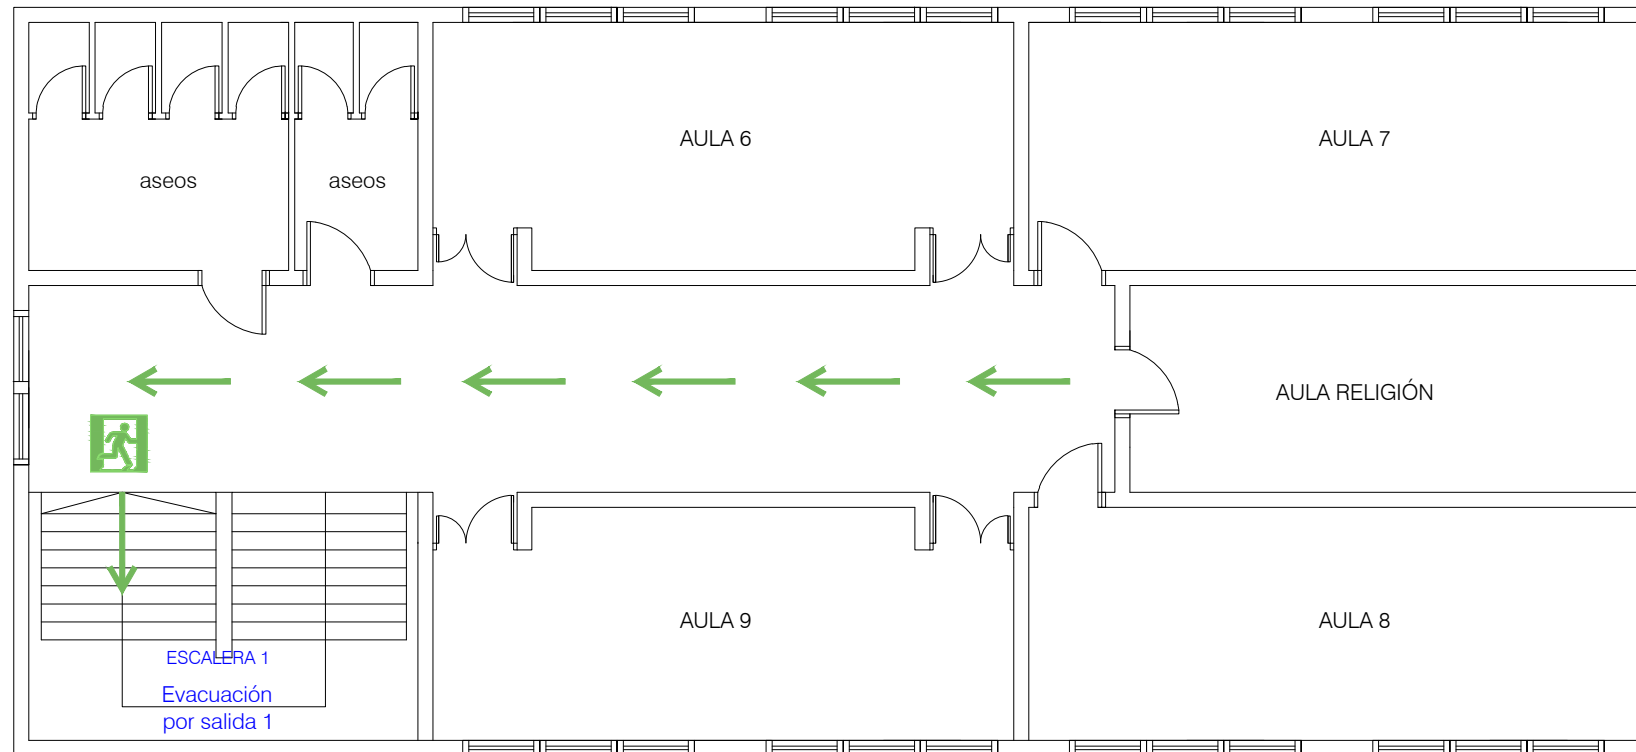 AULA 6
AULA 7
aseos
aseos
AULA RELIGIÓN
AULA 9
AULA 8
ESCALERA 1
Evacuación
por salida 1